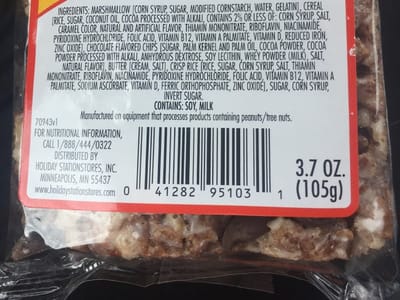 INGREDIENTS: MARSHMALLOW [CORN SYRUP, SUGAR, MODIFIED CORNSTARCH, WATER, GELATIN], CEREAL
[RICE, SUGAR, COCONUT OIL, COCOA PROCESSED WITH ALKALI, CONTAINS 2% OR LESS OF: CORN SYRUP, SALT,
CARAMEL COLOR, NATURAL AND ARTIFICIAL FLAVOR, THIAMIN MONONITRATE, RIBOFLAVIN, NIACINAMIDE,
PYRIDOXINE HYDROCHLORIDE, FOLIC ACID, VITAMIN B12, VITAMIN A PALMITATE, VITAMIN D, REDUCED IRON,
ZINC OXIDE], CHOCOLATE FLAVORED CHIPS [SUGAR, PALM KERNEL AND PALM OIL, COCOA POWDER, COCOA
POWDER PROCESSED WITH ALKALI, ANHYDROUS DEXTROSE, SOY LECITHIN, WHEY POWDER (MILK), SALT,
NATURAL FLAVOR], BUTTER [CREAM, SALT], CRISP RICE [RICE, SUGAR, CORN SYRUP, SALT, THIAMIN
MONONITRATE, RIBOFLAVIN, NIACINAMIDE, PYRIDOXINE HYDROCHLORIDE, FOLIC ACID, VITAMIN B12, VITAMIN A
PALMITATE, SODIUM ASCORBATE, VITAMIN D, FERRIC ORTHOPHOSPHATE, ZINC OXIDE], SUGAR, CORN SYRUP,
INVERT SUGAR.
CONTAINS: SOY, MILK
Manufactured on equipment that processes products containing peanuts/tree nuts.
70943v1
FOR NUTRITIONAL INFORMATION,
CALL 1/888/444/0322
DISTRIBUTED BY
HOLIDAY STATIONSTORES, INC.
MINNEAPOLIS, MN 55437
www.holidaystationstores.com
0 41282 95103 1
3.7 OZ.
(105g)